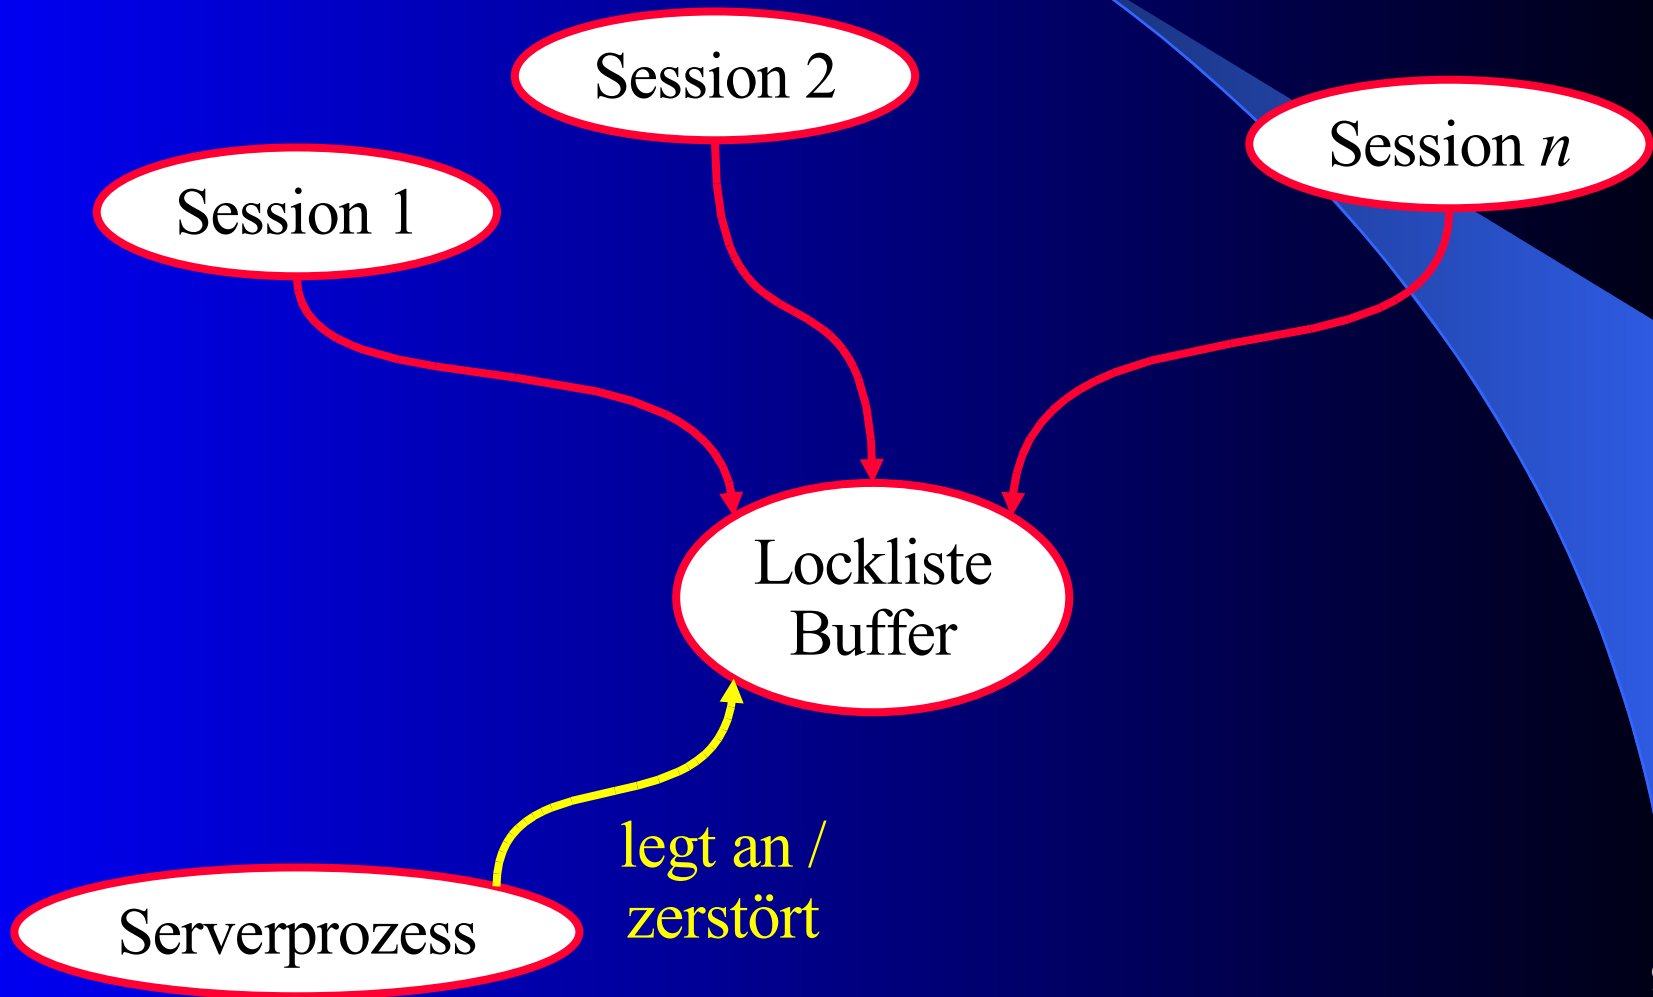 Session 2
Session n
Session 1
Lockliste
Buffer
legt an /
zerstört
Serverprozess